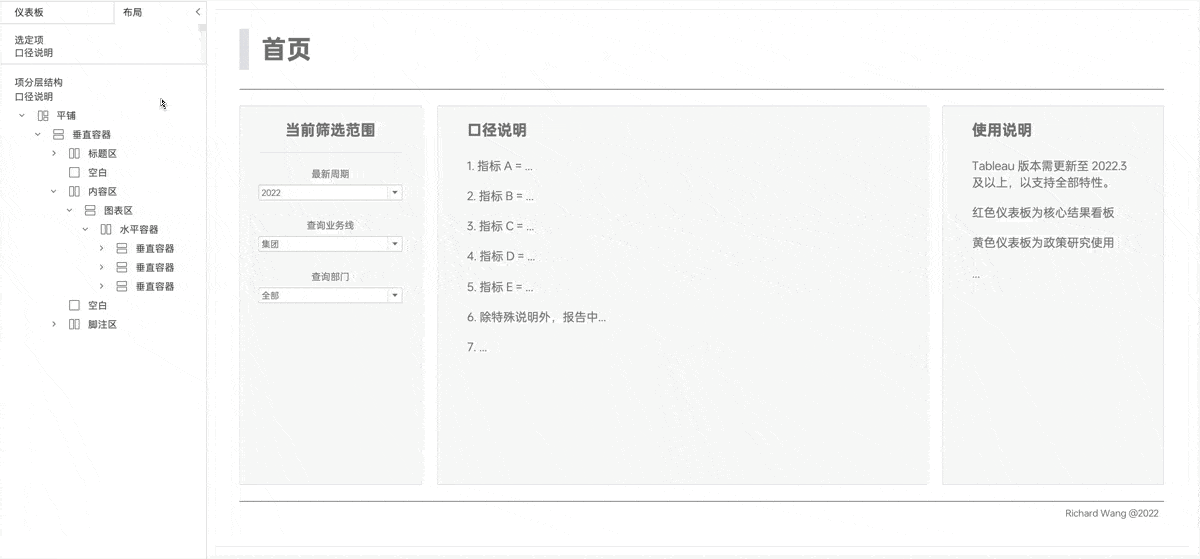 仪表板
布局
选定项
口径说明
项分层结构
口径说明
平铺
垂直容器
标题区
空白
内容区
图表区
水平容器
垂直容器
垂直容器
垂直容器
空白
脚注区
首页
当前筛选范围
最新周期
2022
查询业务线
集团
查询部门
全部
口径说明
1. 指标 A = ...
2. 指标 B = ...
3. 指标 C = ...
4. 指标 D = ...
5. 指标 E = ...
6. 除特殊说明外，报告中...
7. ...
使用说明
Tableau 版本需更新至 2022.3
及以上，以支持全部特性。
红色仪表板为核心结果看板
黄色仪表板为政策研究使用
...
Richard Wang @2022